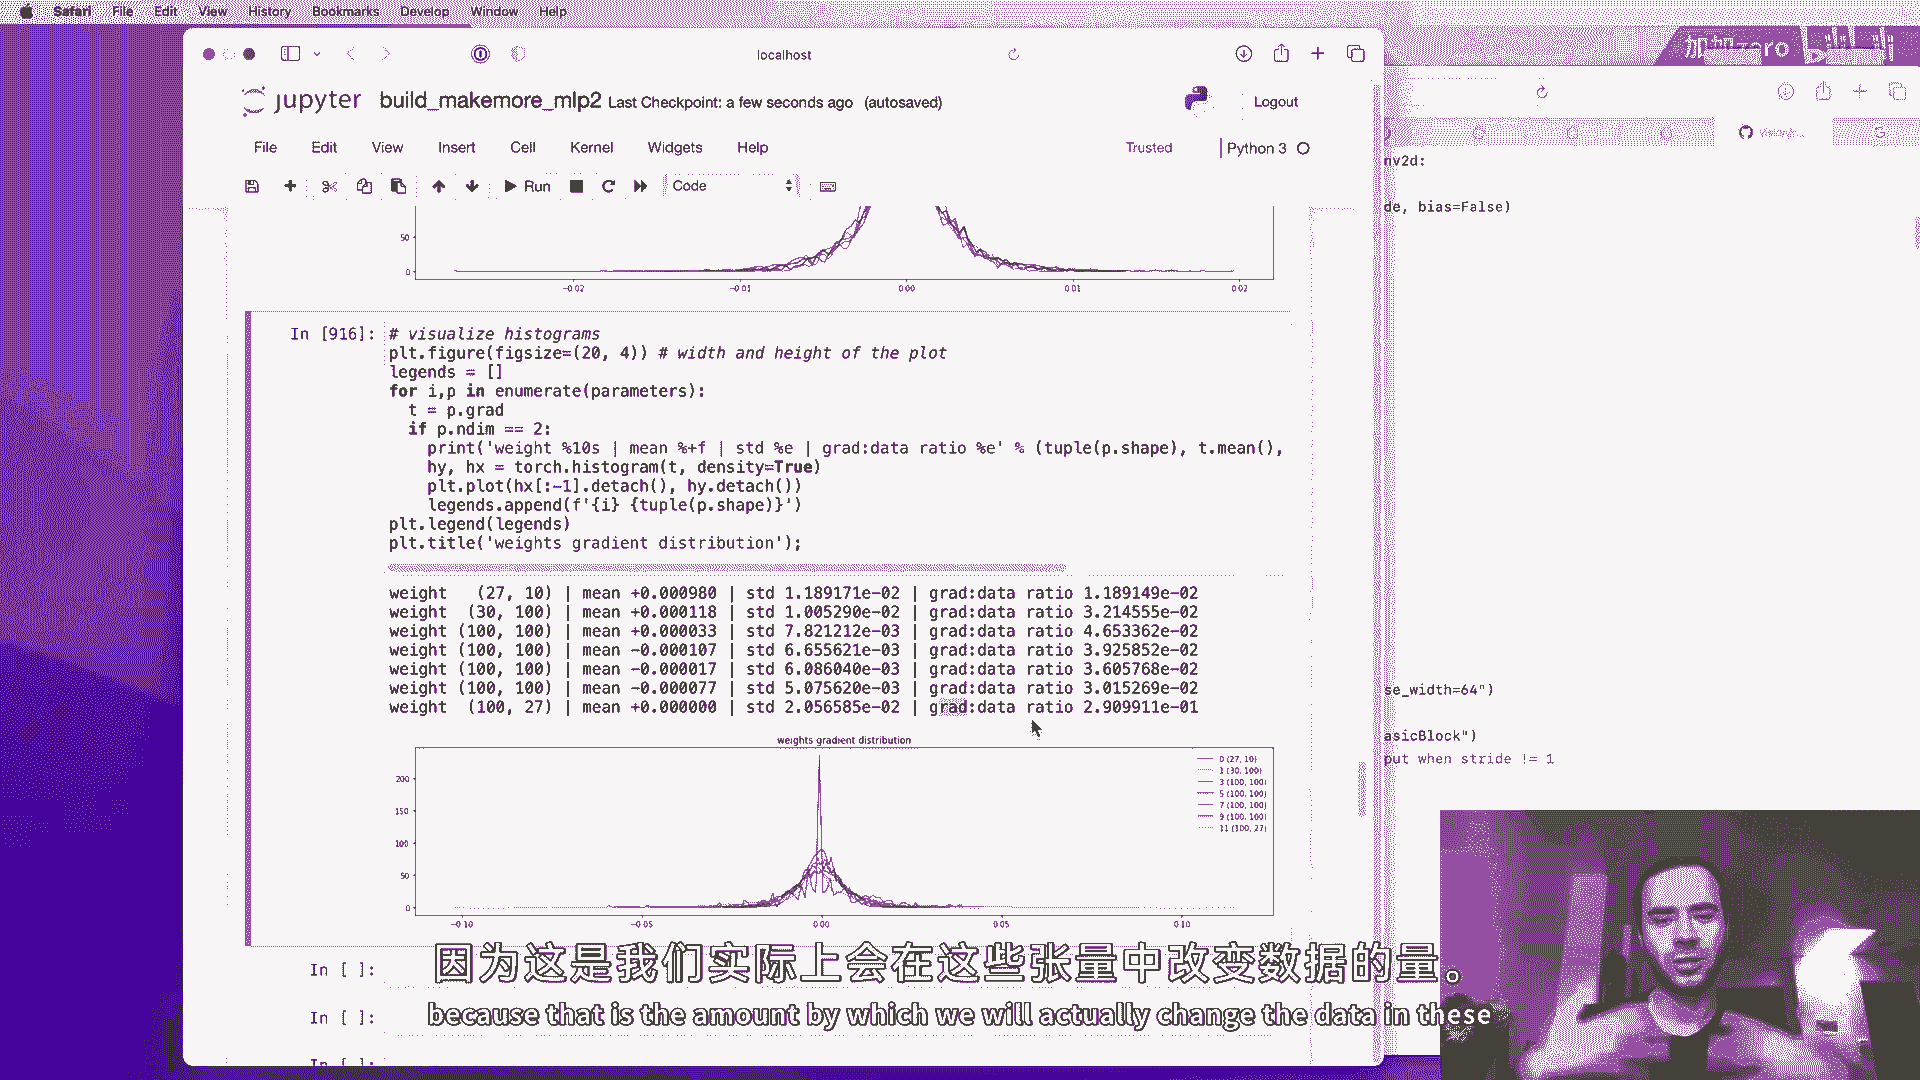 Safari File Edit View History Bookmarks Develop Window Help
localhost
jupyter build_makemore_mlp2 Last Checkpoint: a few seconds ago (autosaved)
Logout
File Edit View Insert Cell Kernel Widgets Help
Trusted Python 3
Run Code
50
0
-0.02 -0.01 0.00 0.01 0.02
In [916]:
# visualize histograms
plt.figure(figsize=(20, 4)) # width and height of the plot
legends = []
for i,p in enumerate(parameters):
t = p.grad
if p.ndim == 2:
print('weight %10s | mean %+f | std %e | grad:data ratio %e' % (tuple(p.shape), t.mean(),
hy, hx = torch.histogram(t, density=True)
plt.plot(hx[:-1].detach(), hy.detach())
legends.append(f'{i} {tuple(p.shape)}')
plt.legend(legends)
plt.title('weights gradient distribution');
weight (27, 10) | mean +0.000980 | std 1.189171e-02 | grad:data ratio 1.189149e-02
weight (30, 100) | mean +0.000118 | std 1.005290e-02 | grad:data ratio 3.214555e-02
weight (100, 100) | mean +0.000033 | std 7.821212e-03 | grad:data ratio 4.653362e-02
weight (100, 100) | mean -0.000107 | std 6.655621e-03 | grad:data ratio 3.925852e-02
weight (100, 100) | mean -0.000017 | std 6.086040e-03 | grad:data ratio 3.605768e-02
weight (100, 100) | mean -0.000077 | std 5.075620e-03 | grad:data ratio 3.015269e-02
weight (100, 27) | mean +0.000000 | std 2.056585e-02 | grad:data ratio 2.909911e-01
weights gradient distribution
200
150
100
50
0
-0.10 -0.05 0.00 0.05 0.10
0 (27, 10)
1 (30, 100)
3 (100, 100)
5 (100, 100)
7 (100, 100)
9 (100, 100)
11 (100, 27)
In [ ]:
In [ ]:
In [ ]:
nv2d:
de, bias=False)
se_width=64")
asicBlock")
put when stride != 1
因为这是我们实际上会在这些张量中改变数据的量。
because that is the amount by which we will actually change the data in these